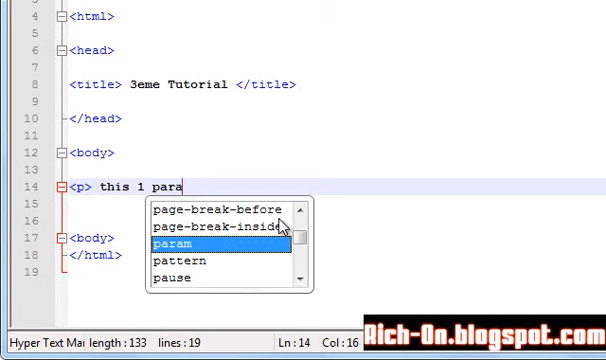 4 <html>
5
6 <head>
7
8 <title> 3eme Tutorial </title>
9
10 </head>
11
12 <body>
13
14 <p> this 1 para
15
page-break-before
16
page-break-inside
param
17 <body>
pattern
18 </html>
pause
19
Hyper Text Ma length : 133 lines : 19 Ln : 14 Col : 16
Rich-On.blogspot.com